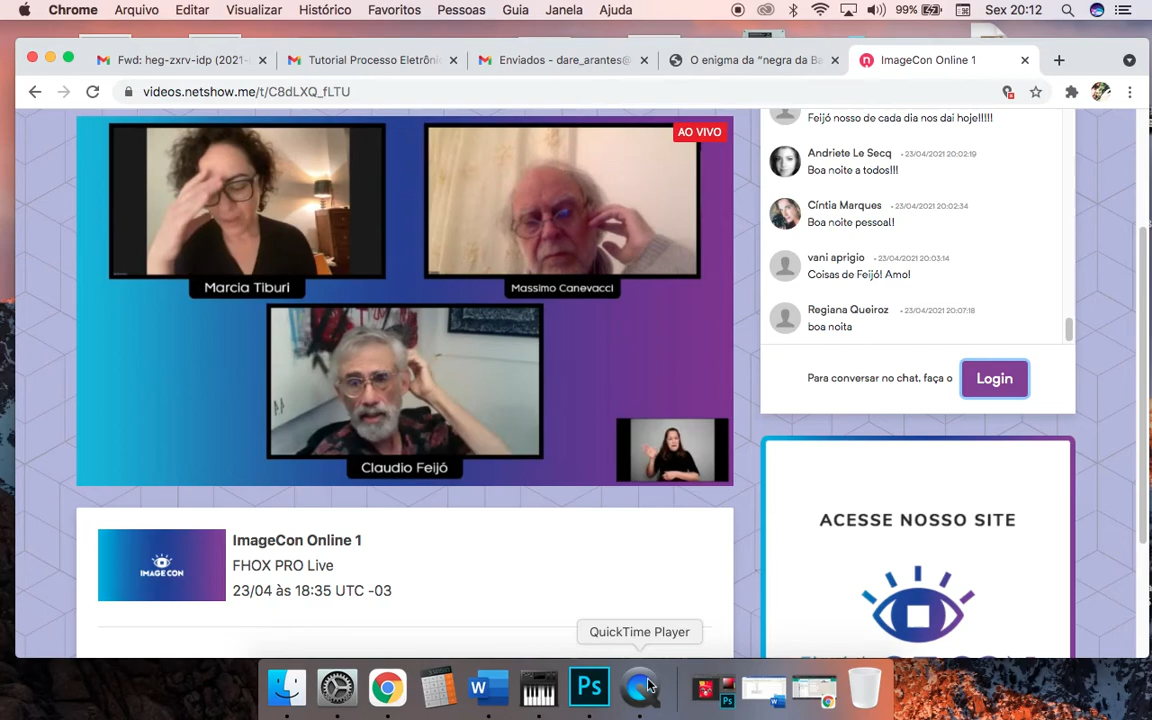 Chrome Arquivo Editar Visualizar Histórico Favoritos Pessoas Guia Janela Ajuda 99% Sex 20:12
Fwd: heg-zxrv-idp (2021- Tutorial Processo Eletrôni Enviados - dare_arantes@ O enigma da “negra da Ba ImageCon Online 1
videos.netshow.me/t/C8dLXQ_fLTU
AO VIVO
Marcia Tiburi
Massimo Canevacci
Claudio Feijó
Feijó nosso de cada dia nos dai hoje!!!!!
Andriete Le Secq • 23/04/2021 20:02:19
Boa noite a todos!!!
Cíntia Marques • 23/04/2021 20:02:34
Boa noite pessoal!
vani aprigio • 23/04/2021 20:03:14
Coisas de Feijó! Amo!
Regiana Queiroz • 23/04/2021 20:07:18
boa noita
Para conversar no chat, faça o Login
IMAGE CON
ImageCon Online 1
FHOX PRO Live
23/04 às 18:35 UTC -03
ACESSE NOSSO SITE
QuickTime Player
W
Ps
Ps
W